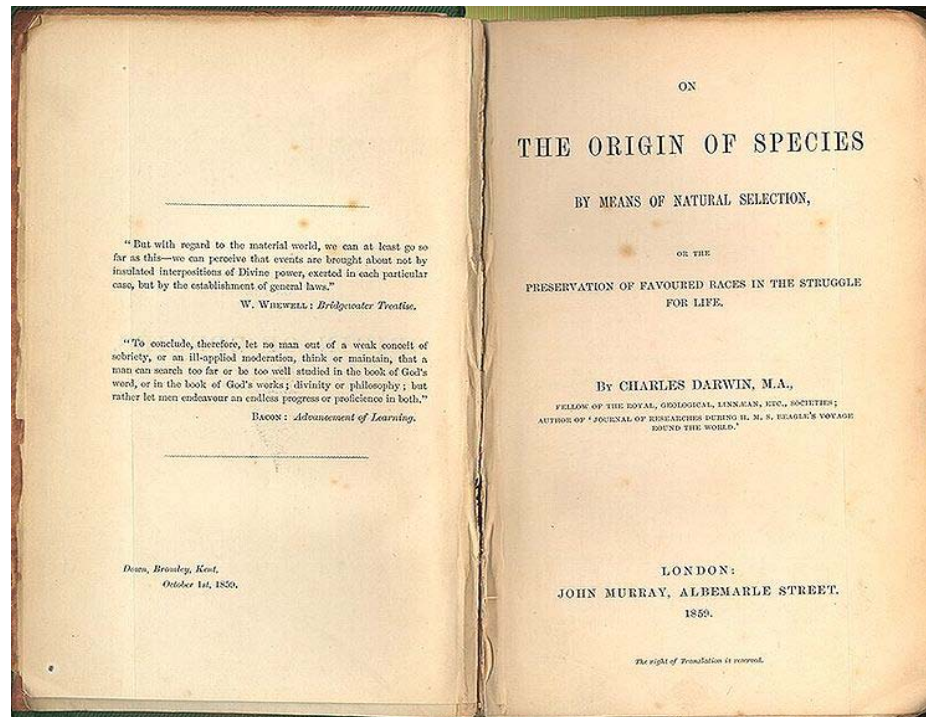 "But with regard to the material world, we can at least go so
far as this—we can perceive that events are brought about not by
insulated interpositions of Divine power, exerted in each particular
case, but by the establishment of general laws."
W. WHEWELL: Bridgewater Treatise.
"To conclude, therefore, let no man out of a weak conceit of
sobriety, or an ill-applied moderation, think or maintain, that a
man can search too far or be too well studied in the book of God's
word, or in the book of God's works; divinity or philosophy; but
rather let men endeavour an endless progress or proficience in both."
BACON: Advancement of Learning.
Down, Bromley, Kent,
October 1st, 1859.
ON
THE ORIGIN OF SPECIES
BY MEANS OF NATURAL SELECTION,
OR THE
PRESERVATION OF FAVOURED RACES IN THE STRUGGLE
FOR LIFE.
BY CHARLES DARWIN, M.A.,
FELLOW OF THE ROYAL, GEOLOGICAL, LINNÆAN, ETC., SOCIETIES;
AUTHOR OF 'JOURNAL OF RESEARCHES DURING H. M. S. BEAGLE'S VOYAGE
ROUND THE WORLD.'
LONDON:
JOHN MURRAY, ALBEMARLE STREET.
1859.
The right of Translation is reserved.